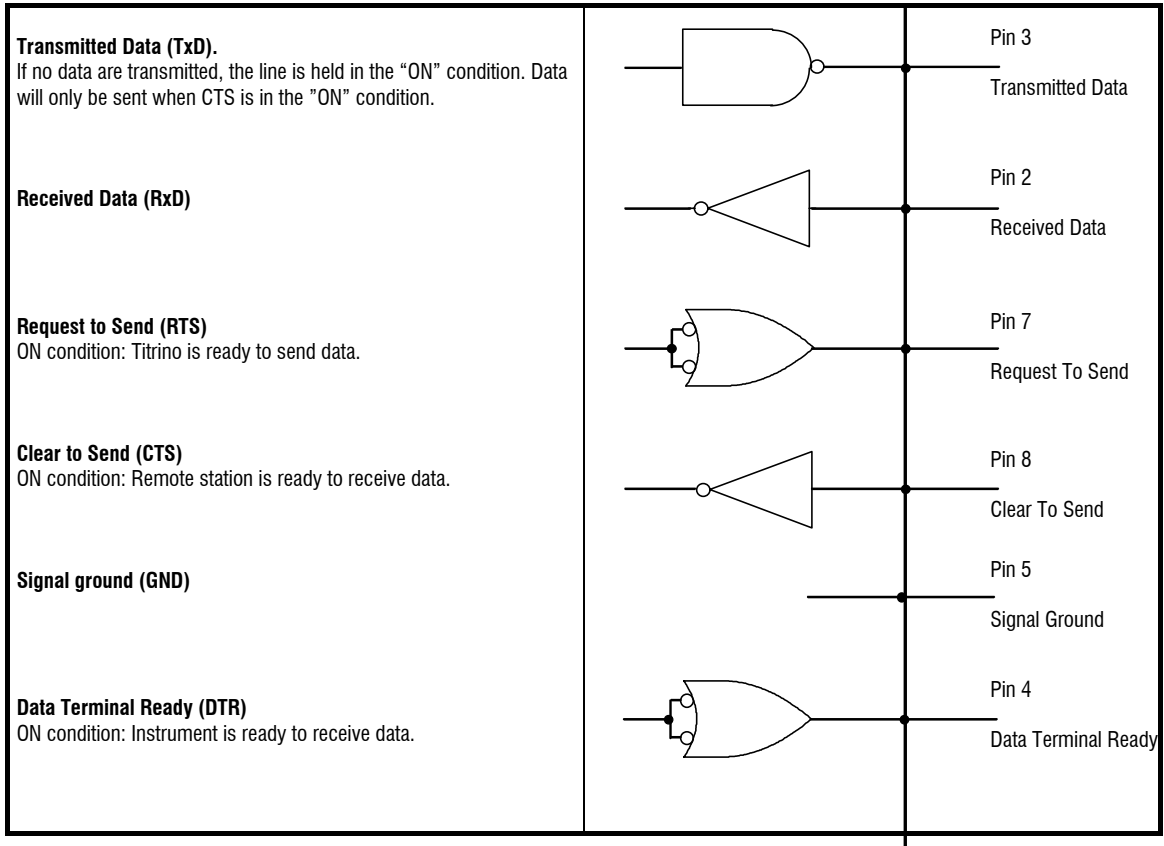 Transmitted Data (TxD).
If no data are transmitted, the line is held in the “ON” condition. Data
will only be sent when CTS is in the ”ON” condition.
Pin 3
Transmitted Data
Received Data (RxD)
Pin 2
Received Data
Request to Send (RTS)
ON condition: Titrino is ready to send data.
Pin 7
Request To Send
Clear to Send (CTS)
ON condition: Remote station is ready to receive data.
Pin 8
Clear To Send
Signal ground (GND)
Pin 5
Signal Ground
Data Terminal Ready (DTR)
ON condition: Instrument is ready to receive data.
Pin 4
Data Terminal Ready